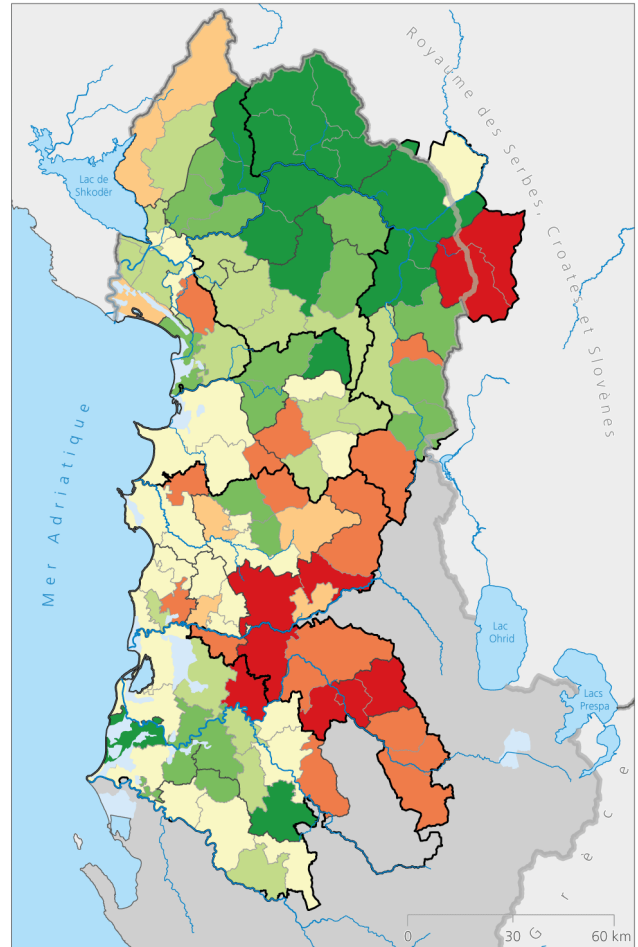 Royaume des Serbes, Croates et Slovènes
Lac de
Shkodër
Mer Adriatique
Lac
Ohrid
Lacs
Prespa
Grèce
0 30 60 km